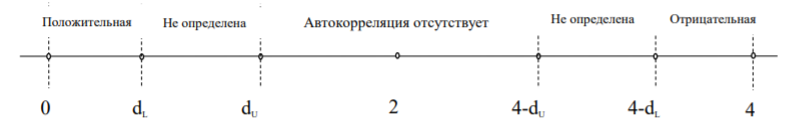 Положительная Не определена Автокорреляция отсутствует Не определена Отрицательная
0 dL dU 2 4-dU 4-dL 4